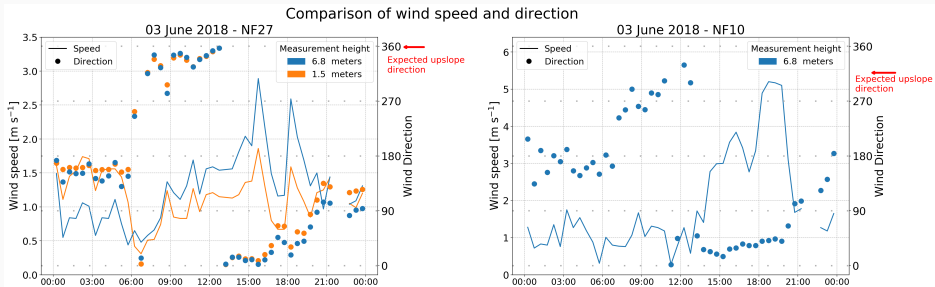 Comparison of wind speed and direction
03 June 2018 - NF27
Speed
Direction
Measurement height
6.8 meters
1.5 meters
Wind speed [m s⁻¹]
3.5
3.0
2.5
2.0
1.5
1.0
0.5
0.0
00:00 03:00 06:00 09:00 12:00 15:00 18:00 21:00 00:00
360
270
180
90
0
Wind Direction
Expected upslope
direction
03 June 2018 - NF10
Speed
Direction
Measurement height
6.8 meters
Wind speed [m s⁻¹]
6
5
4
3
2
1
0
00:00 03:00 06:00 09:00 12:00 15:00 18:00 21:00 00:00
360
270
180
90
0
Wind Direction
Expected upslope
direction